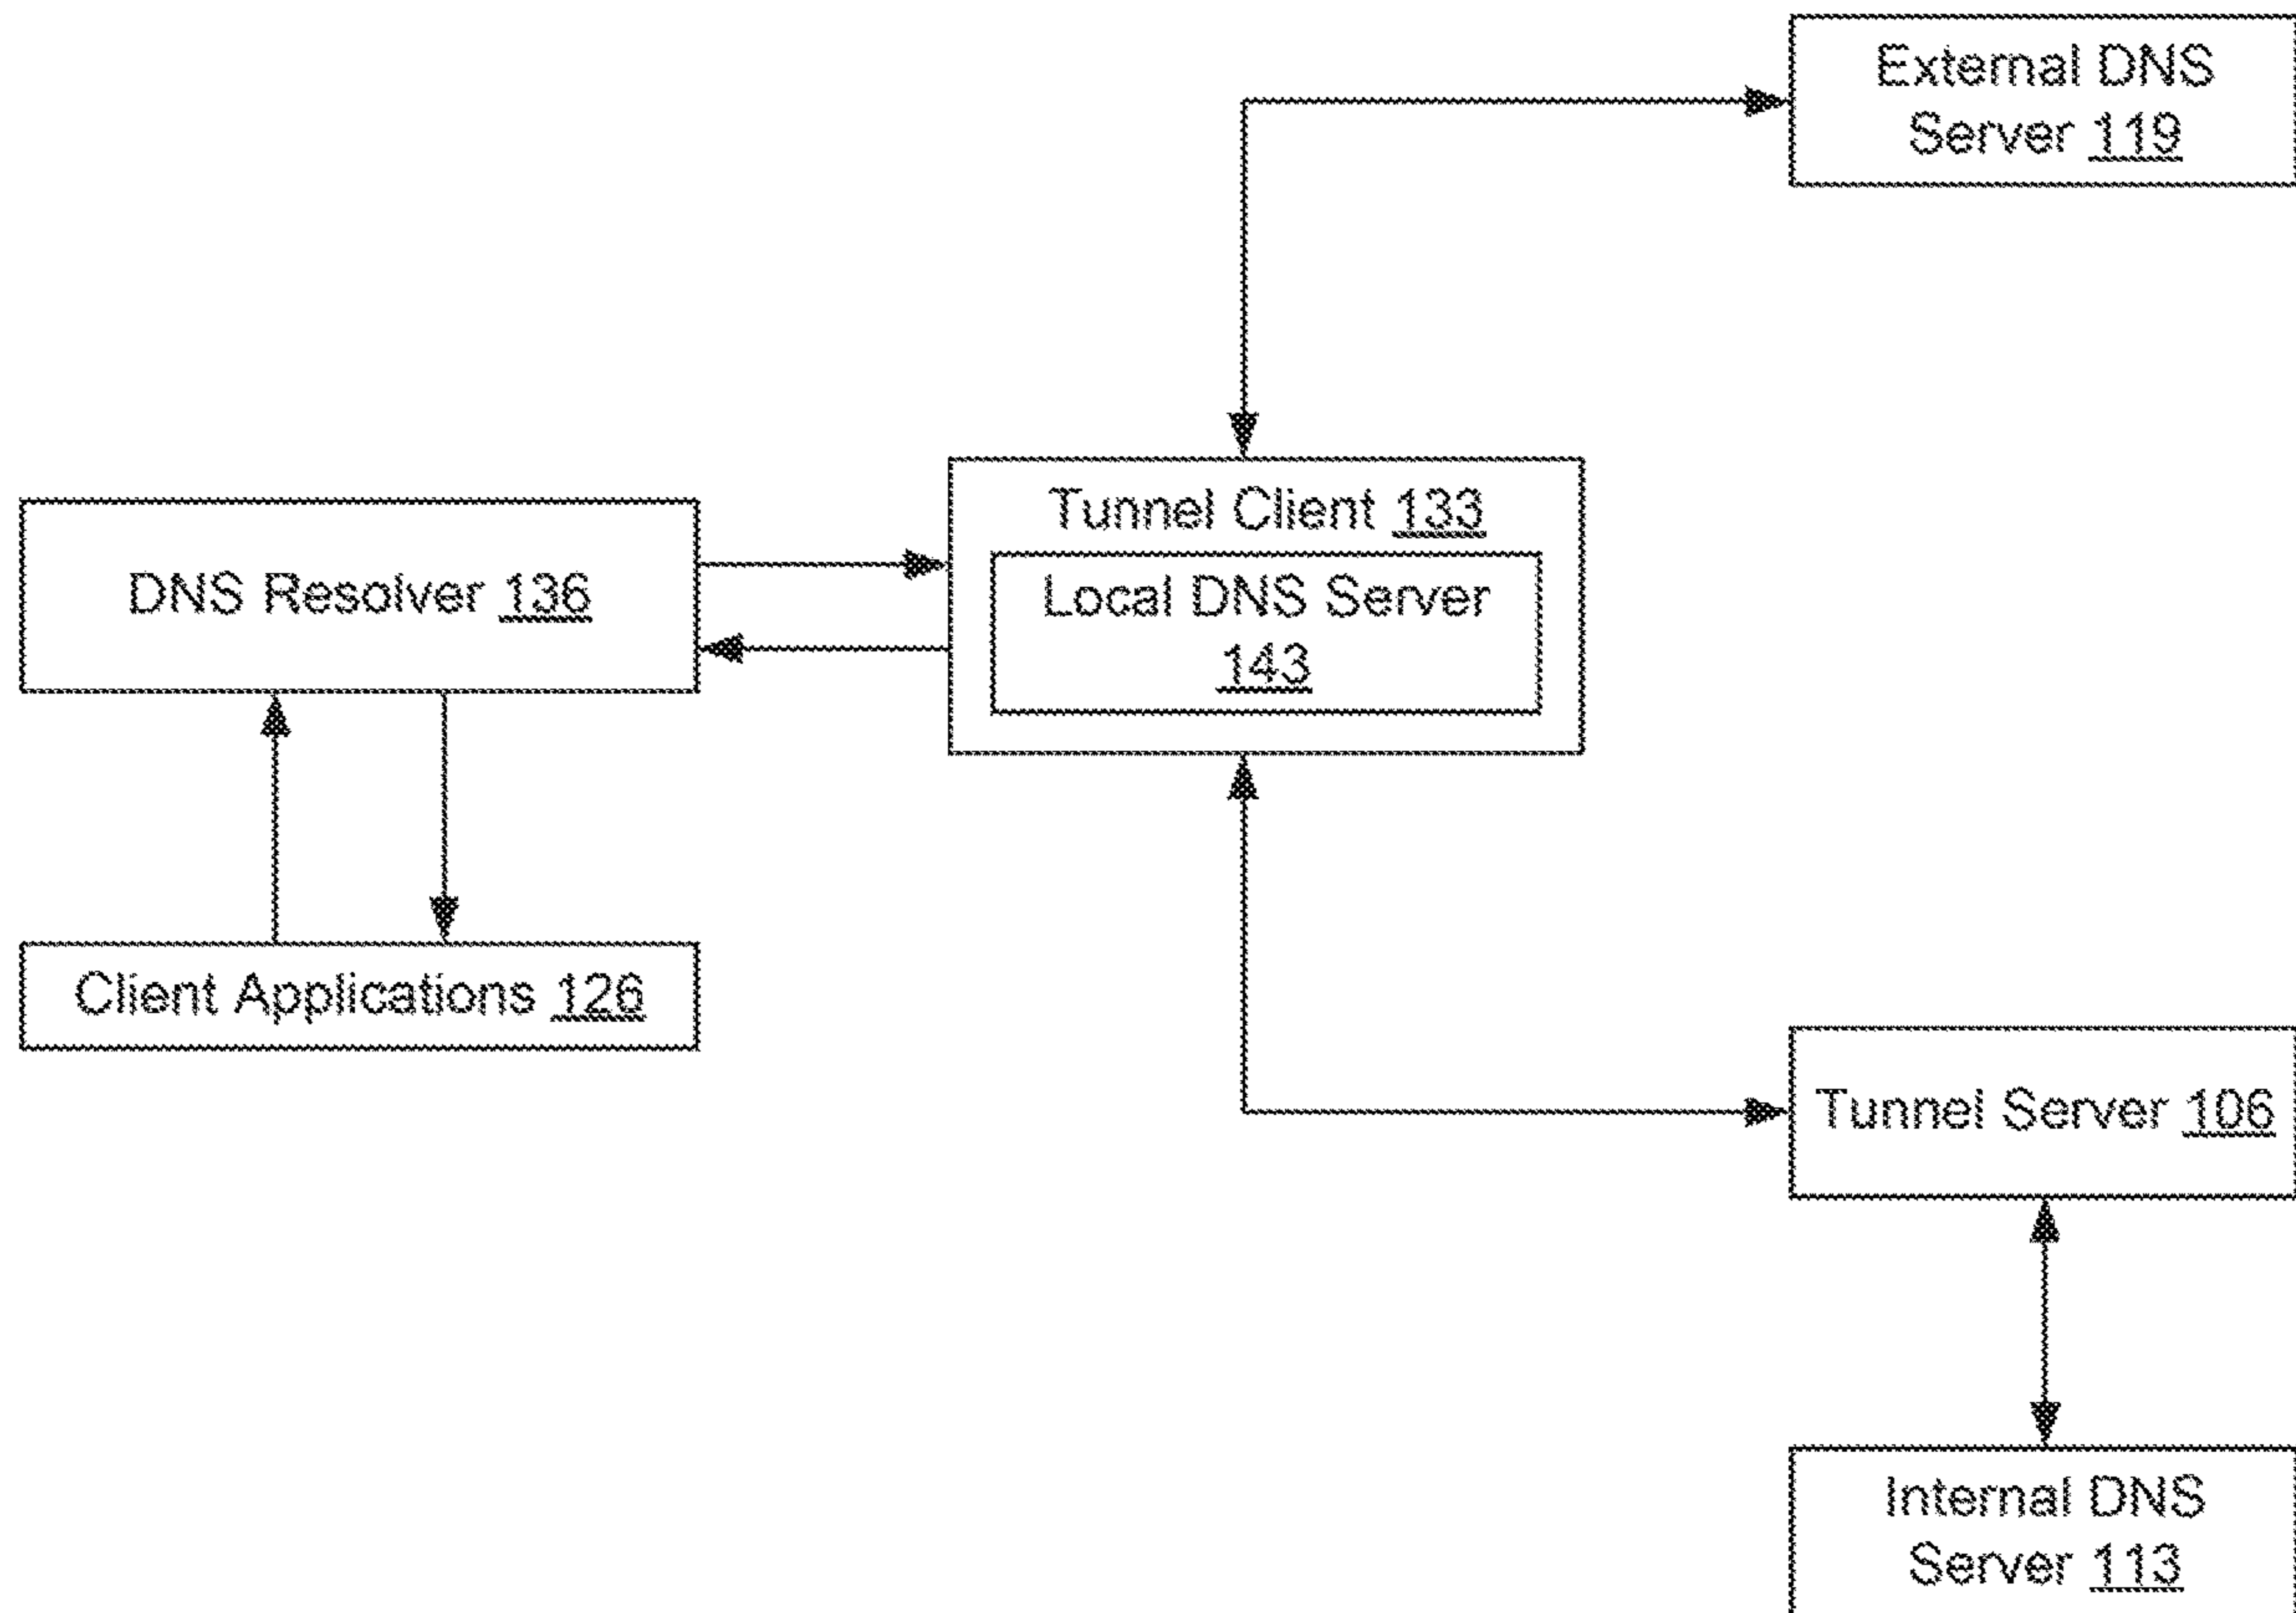 External DNS
Server 119
Tunnel Client 133
Local DNS Server
143
DNS Resolver 136
Client Applications 126
Tunnel Server 106
Internal DNS
Server 113